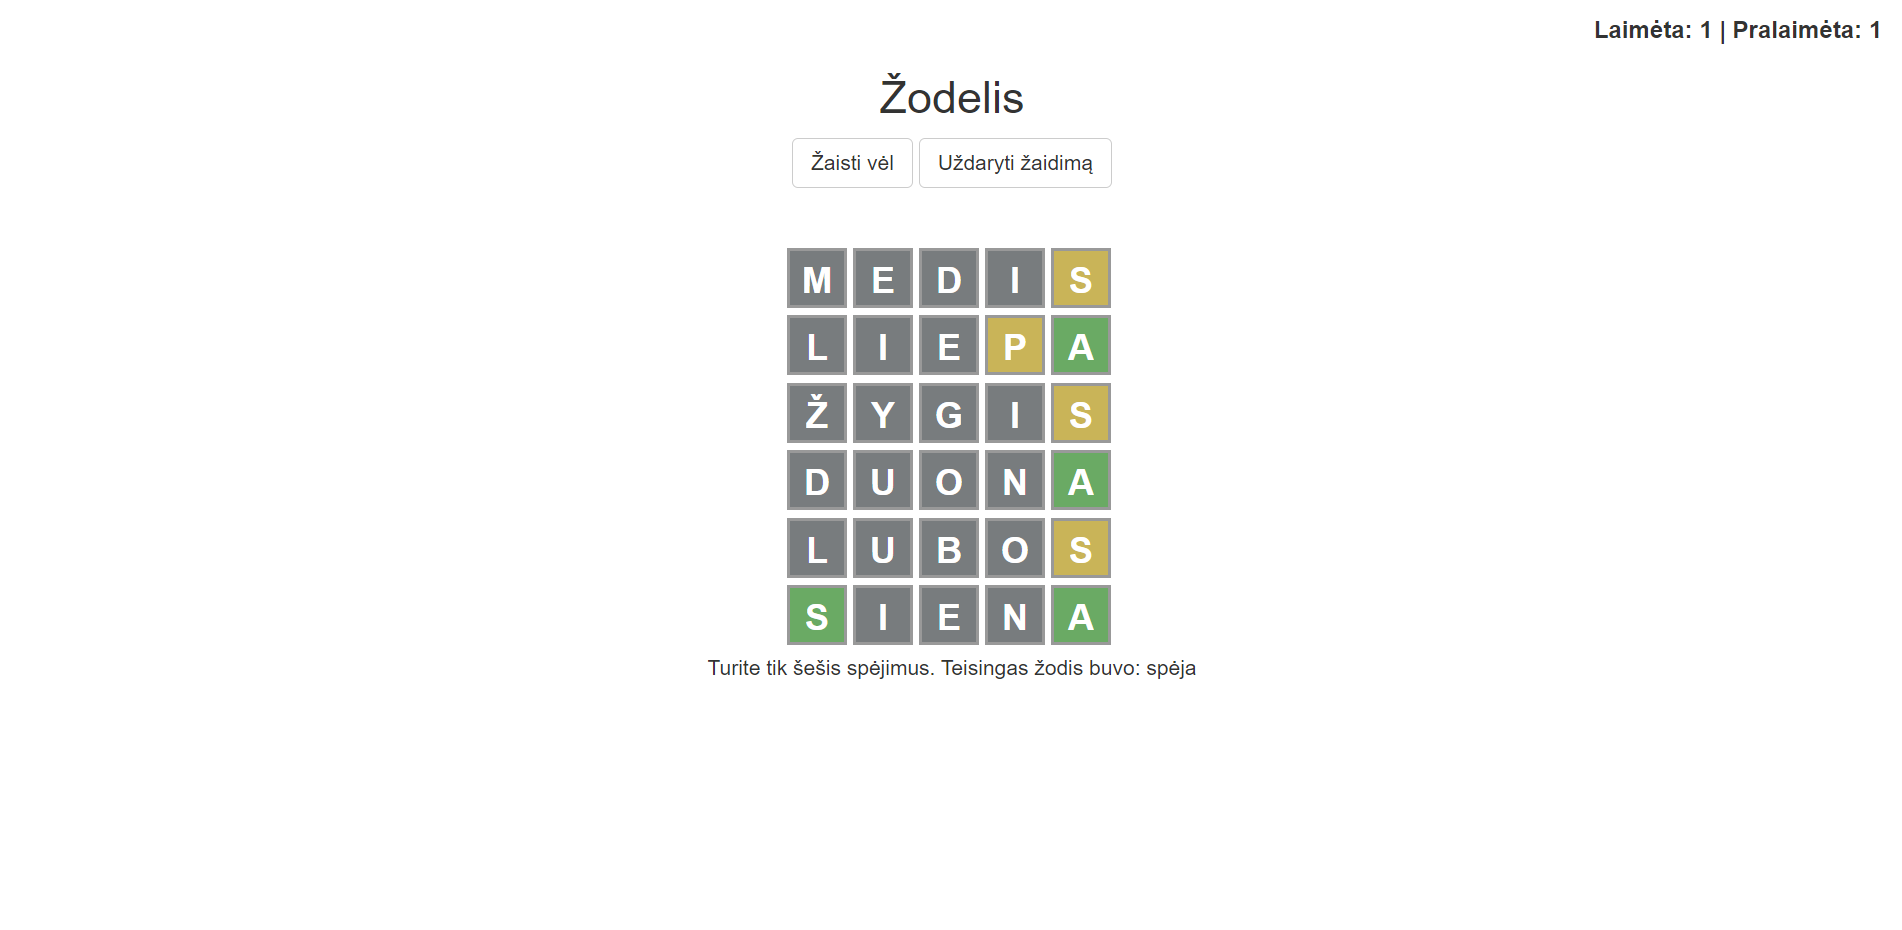 Laimėta: 1 | Pralaimėta: 1
Žodelis
Žaisti vėl Uždaryti žaidimą
M E D I S
L I E P A
Ž Y G I S
D U O N A
L U B O S
S I E N A
Turite tik šešis spėjimus. Teisingas žodis buvo: spėja